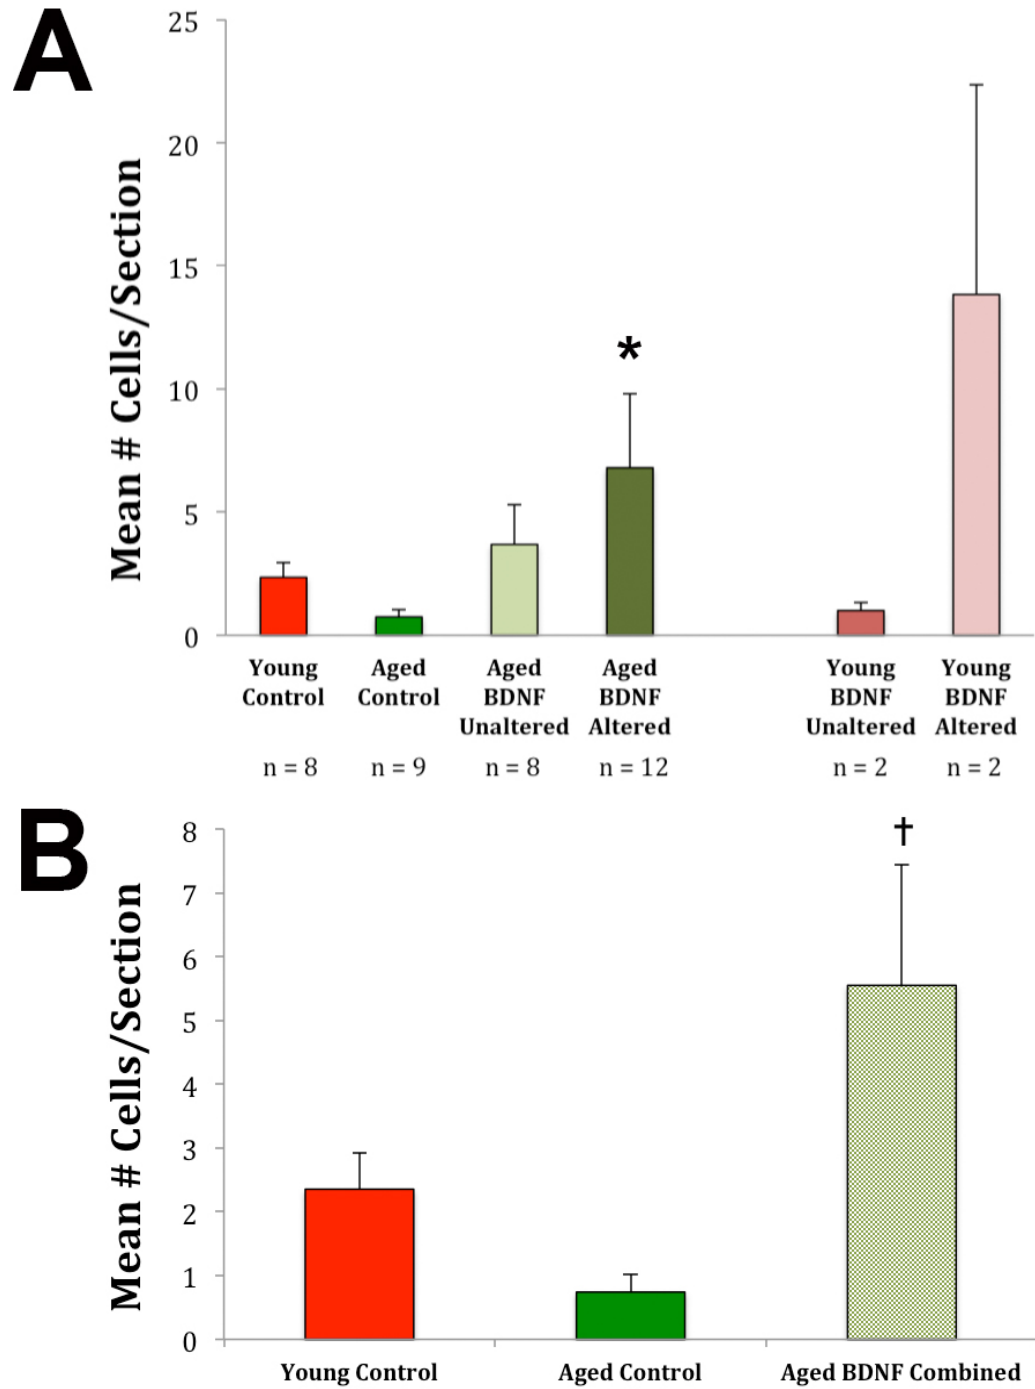 A
25
20
15
10
5
0
Mean # Cells/Section
*
Young Control
Aged Control
Aged BDNF Unaltered
Aged BDNF Altered
Young BDNF Unaltered
Young BDNF Altered
n = 8
n = 9
n = 8
n = 12
n = 2
n = 2
B
8
7
6
5
4
3
2
1
0
Mean # Cells/Section
†
Young Control
Aged Control
Aged BDNF Combined